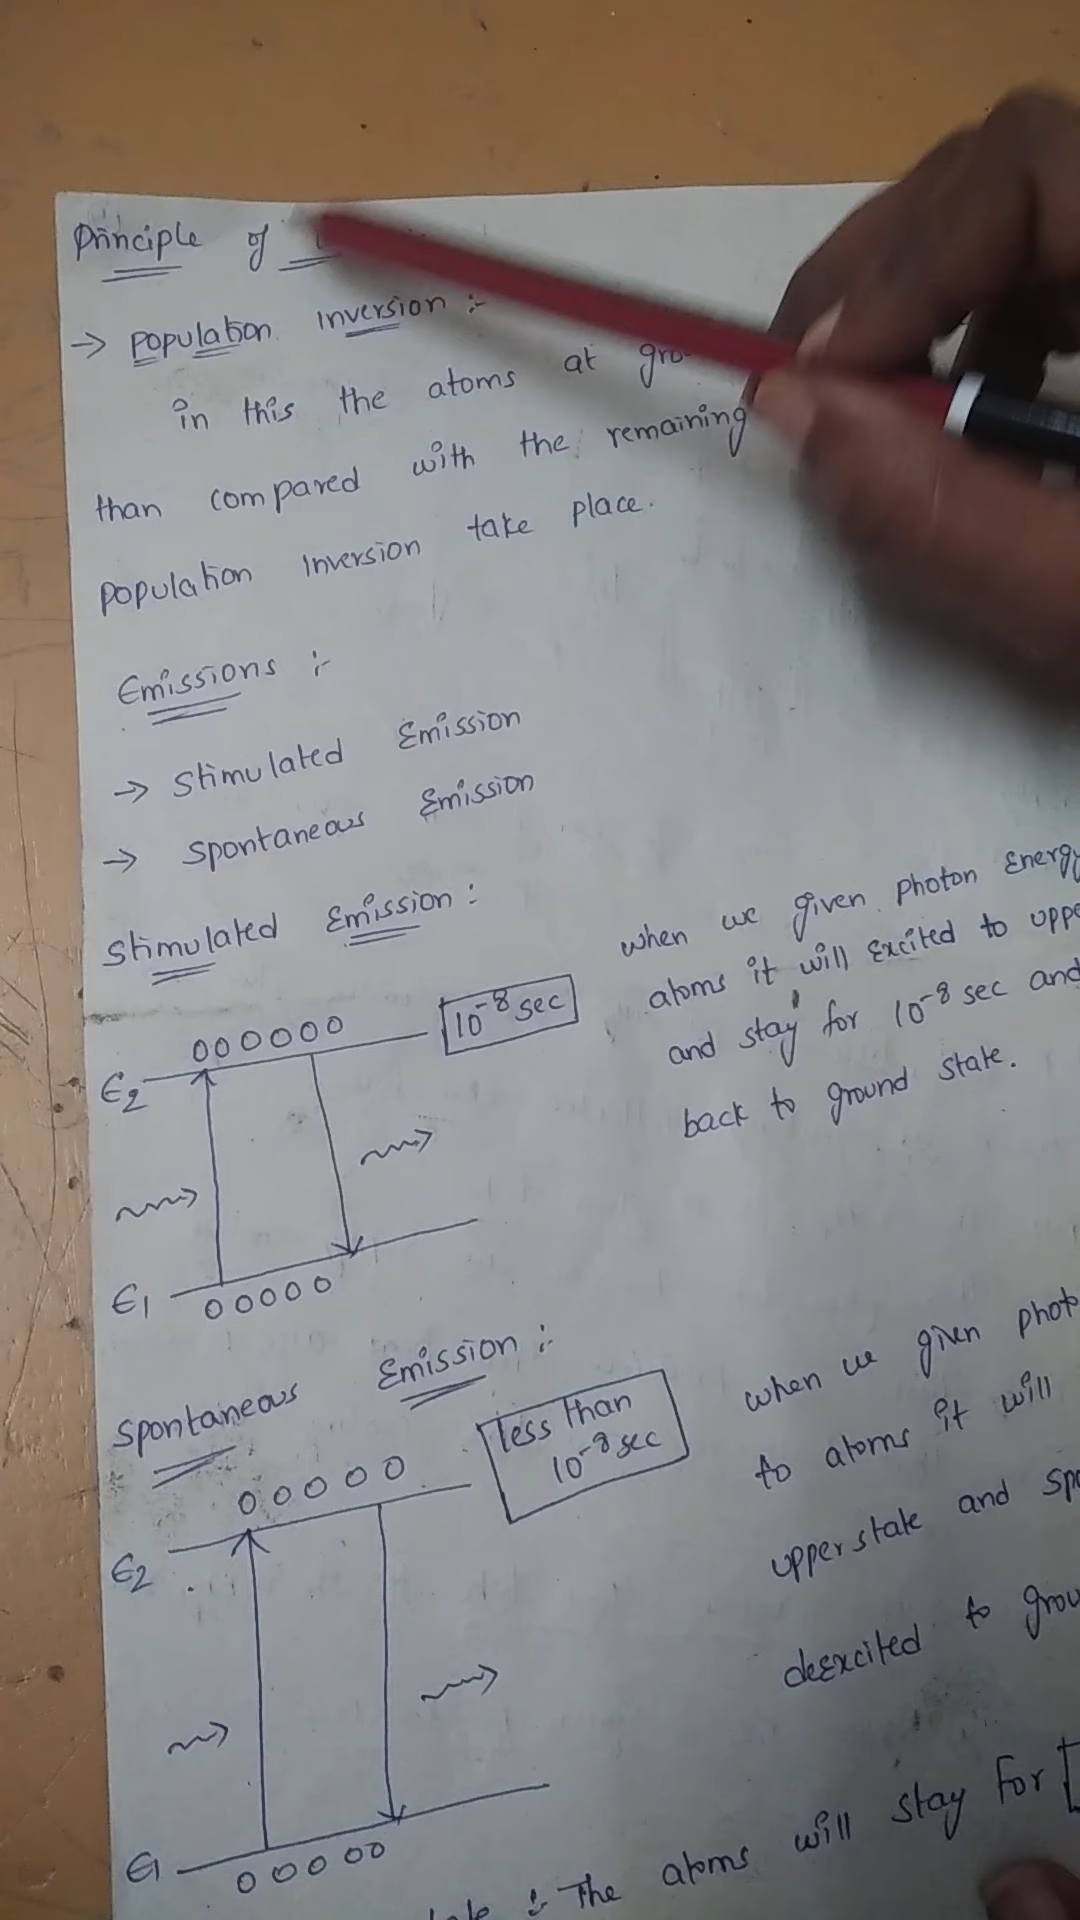 Principle of
→ Population Inversion :-
in this the atoms at
than compared with the remaining
population Inversion take place.
Emissions :-
→ Stimulated Emission
→ Spontaneous Emission
Stimulated Emission :
when we given photon Energy
atoms it will Excited to
and stay for 10⁻⁸ sec and
back to ground state.
10⁻⁸ sec
000000
E2
E1
00000
Spontaneous Emission :-
less than
10⁻⁸ sec
when we given
to atoms it will
upper state and
deExcited to
00000
E2
E1
00000
:- The atoms will stay for